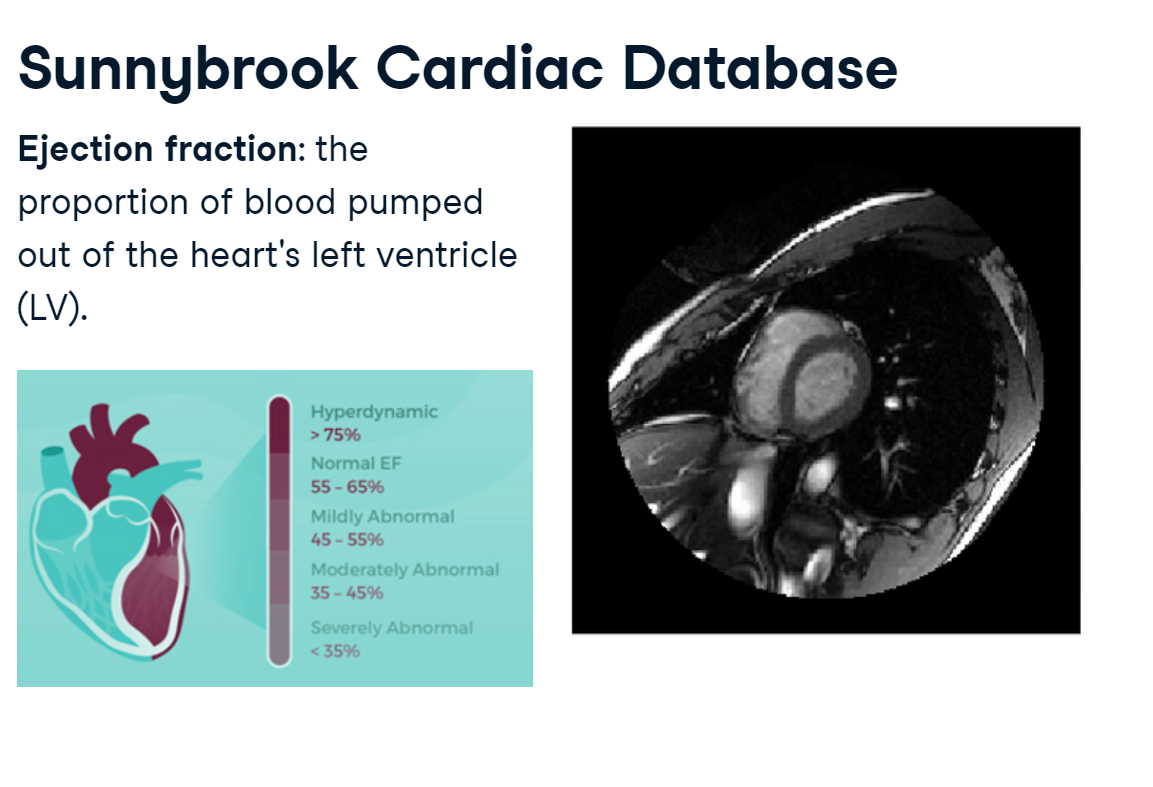 Sunnybrook Cardiac Database
Ejection fraction: the
proportion of blood pumped
out of the heart's left ventricle
(LV).
Hyperdynamic
> 75%
Normal EF
55 - 65%
Mildly Abnormal
45 - 55%
Moderately Abnormal
35 - 45%
Severely Abnormal
< 35%